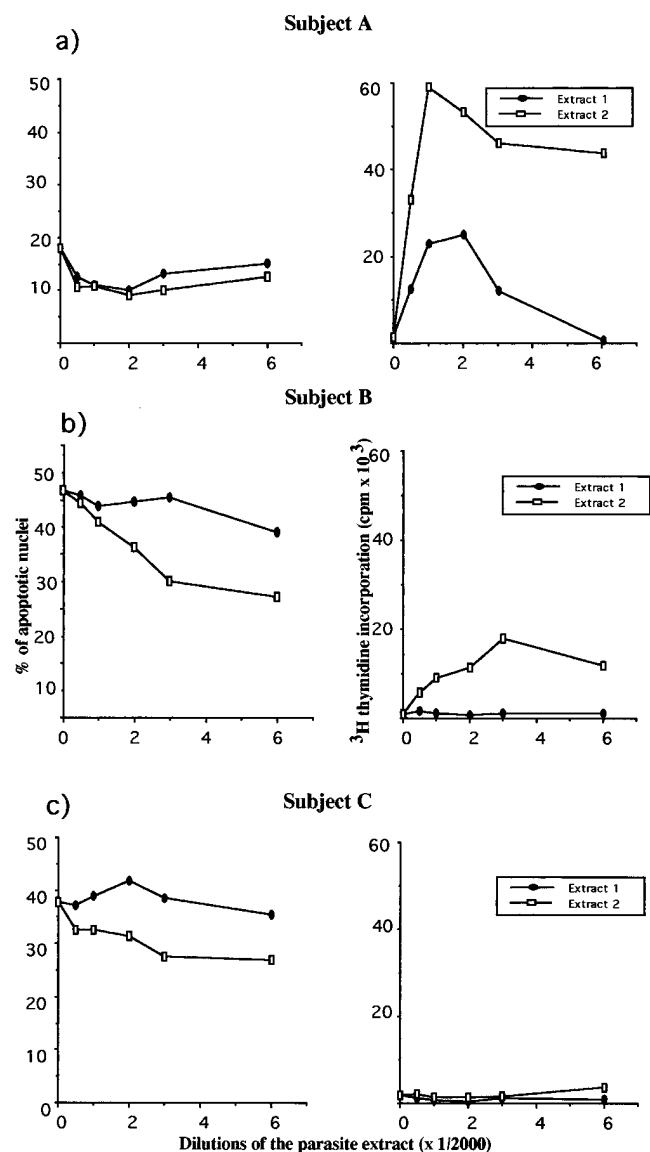 Subject A
a)
50
40
30
20
10
0 2 4 6
60
40
20
0 2 4 6
Extract 1
Extract 2
Subject B
b)
% of apoptotic nuclei
50
40
30
20
10
0 2 4 6
³H thymidine incorporation (cpm x 10³)
60
40
20
0 2 4 6
Extract 1
Extract 2
Subject C
c)
50
40
30
20
10
0
0 2 4 6
60
40
20
0 2 4 6
Extract 1
Extract 2
Dilutions of the parasite extract (x 1/2000)